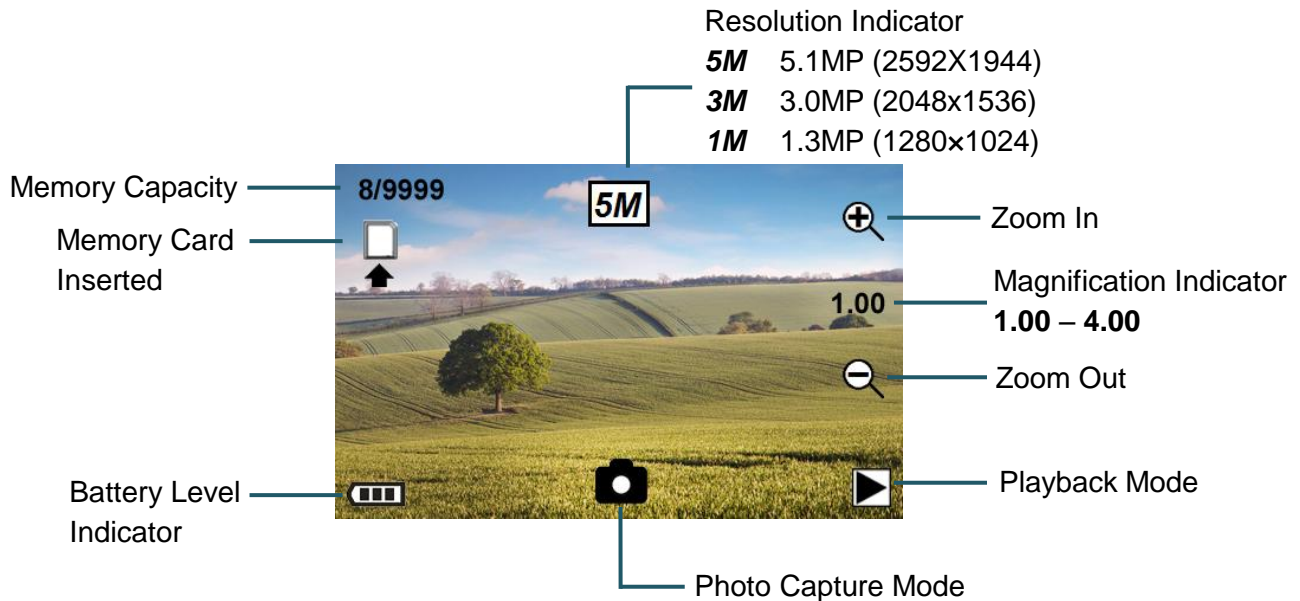 Resolution Indicator
5M 5.1MP (2592X1944)
3M 3.0MP (2048x1536)
1M 1.3MP (1280×1024)
Memory Capacity
8/9999
5M
Memory Card
Inserted
Zoom In
Magnification Indicator
1.00 – 4.00
1.00
Zoom Out
Battery Level
Indicator
Playback Mode
Photo Capture Mode